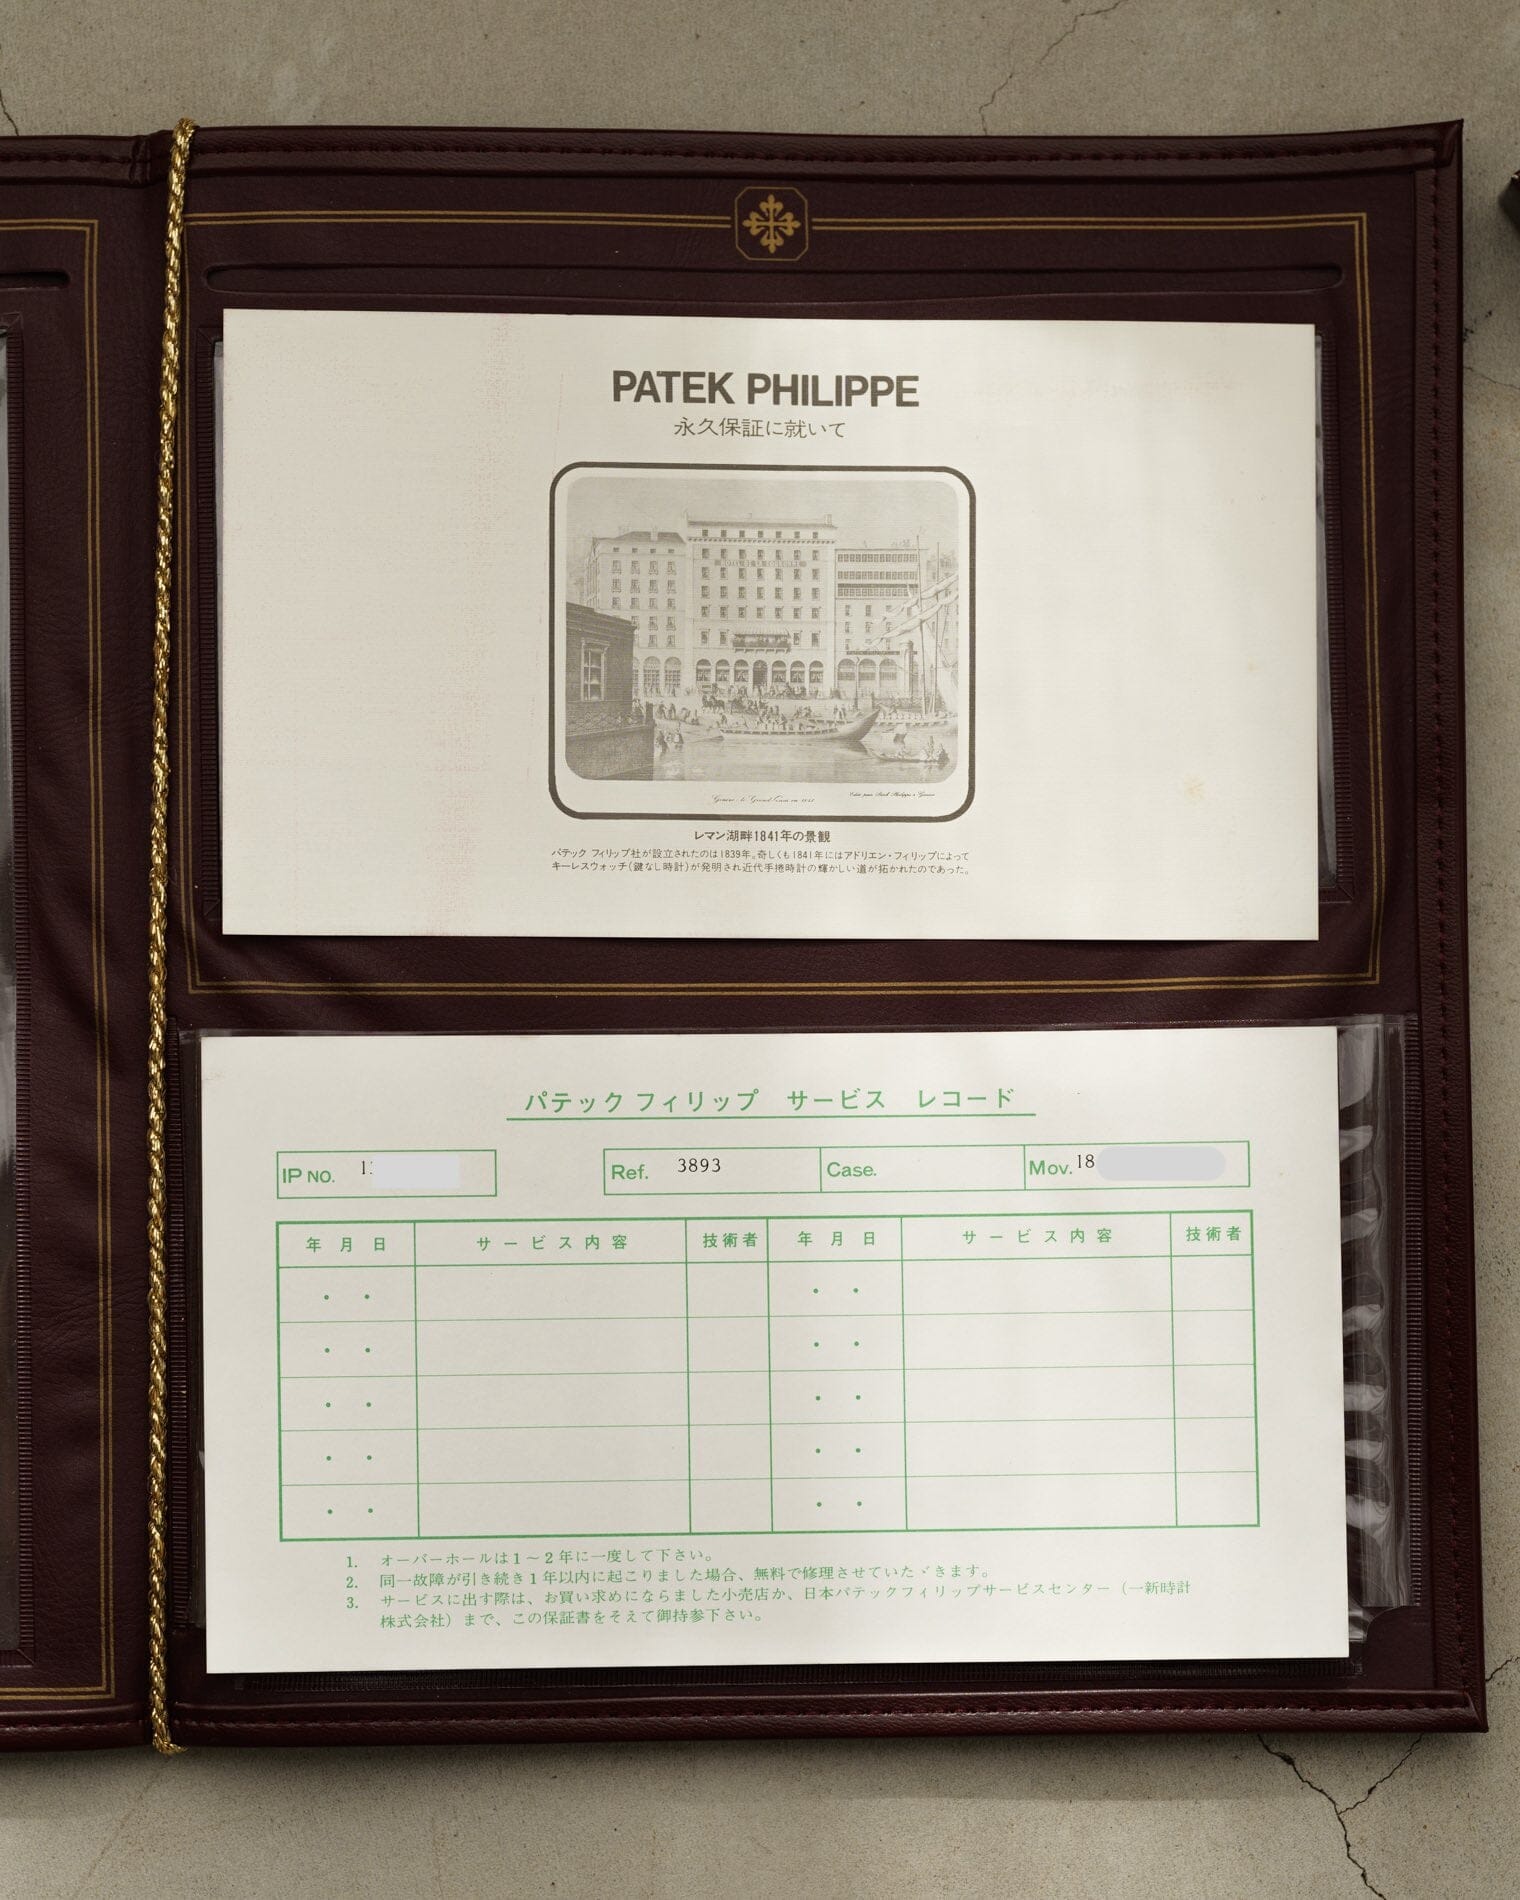 PATEK PHILIPPE
永久保証に就いて
レマン湖畔1841年の景観
パテック フィリップ社が設立されたのは1839年。奇しくも1841年にはアドリエン・フィリップによって
キーレスウォッチ(鍵なし時計)が発明され近代手捲時計の輝かしい道が拓かれたのであった。
パテック フィリップ サービス レコード
IP NO. Ref. 3893 Case. Mov. 18
年月日 サービス内容 技術者 年月日 サービス内容 技術者
1. オーバーホールは1～2年に一度して下さい。
2. 同一故障が引き続き1年以内に起こりました場合、無料で修理させていたゞきます。
3. サービスに出す際は、お買い求めにならました小売店か、日本パテックフィリップサービスセンター（一新時計
株式会社）まで、この保証書をそえて御持参下さい。